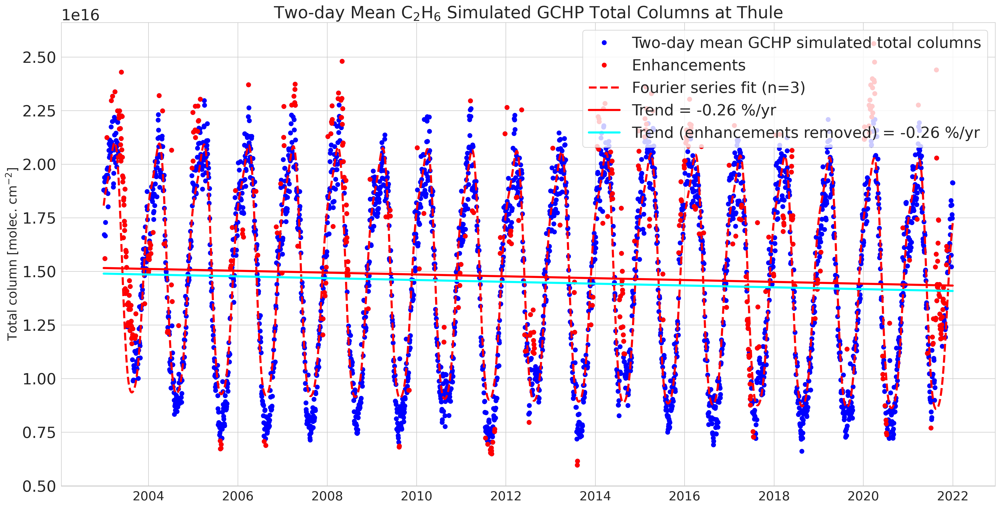 Two-day Mean C₂H₆ Simulated GCHP Total Columns at Thule
1e16
Two-day mean GCHP simulated total columns
Enhancements
Fourier series fit (n=3)
Trend = -0.26 %/yr
Trend (enhancements removed) = -0.26 %/yr
Total column [molec. cm⁻²]
2.50
2.25
2.00
1.75
1.50
1.25
1.00
0.75
0.50
2004 2006 2008 2010 2012 2014 2016 2018 2020 2022